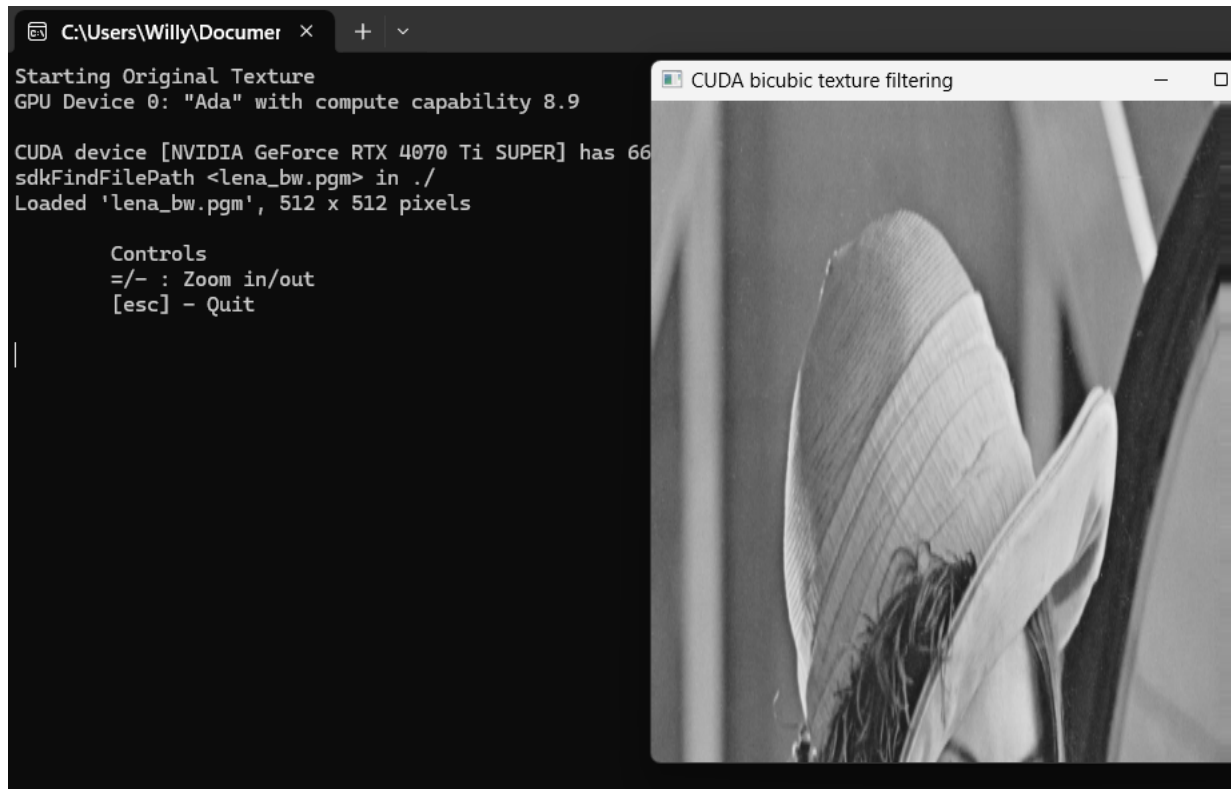 C:\Users\Willy\Documer
Starting Original Texture
GPU Device 0: "Ada" with compute capability 8.9
CUDA device [NVIDIA GeForce RTX 4070 Ti SUPER] has 66
sdkFindFilePath <lena_bw.pgm> in ./
Loaded 'lena_bw.pgm', 512 x 512 pixels
Controls
=/- : Zoom in/out
[esc] - Quit
CUDA bicubic texture filtering